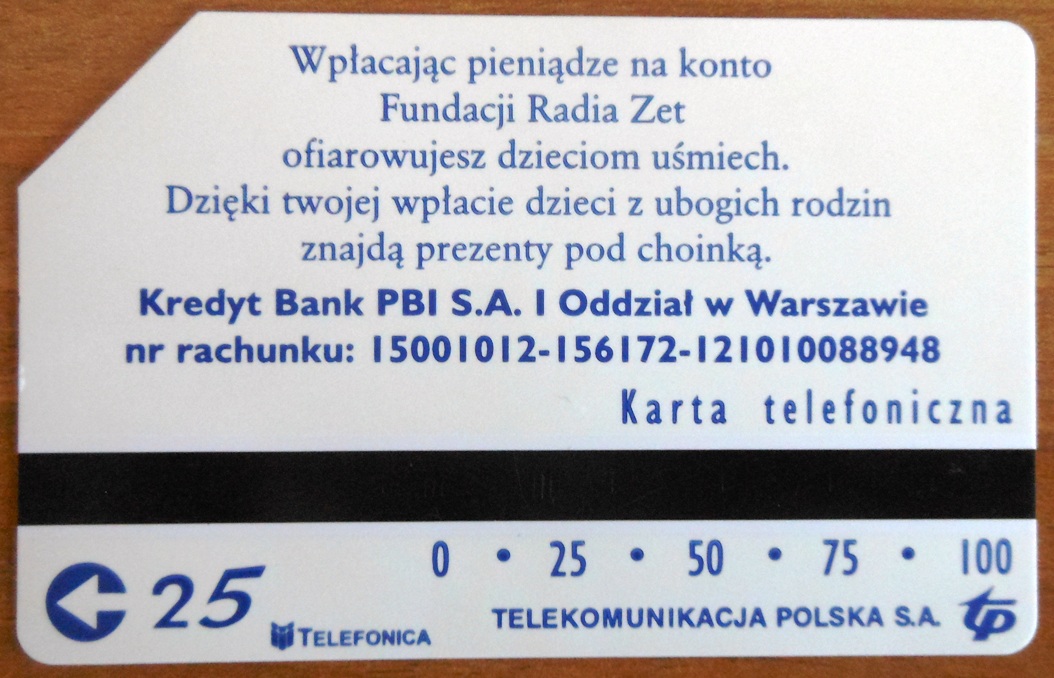 Wpłacając pieniądze na konto
Fundacji Radia Zet
ofiarowujesz dzieciom uśmiech.
Dzięki twojej wpłacie dzieci z ubogich rodzin
znajdą prezenty pod choinką.
Kredyt Bank PBI S.A. I Oddział w Warszawie
nr rachunku: 15001012-156172-121010088948
Karta telefoniczna
0 • 25 • 50 • 75 • 100
25
TELEFONICA
TELEKOMUNIKACJA POLSKA S.A.
tp